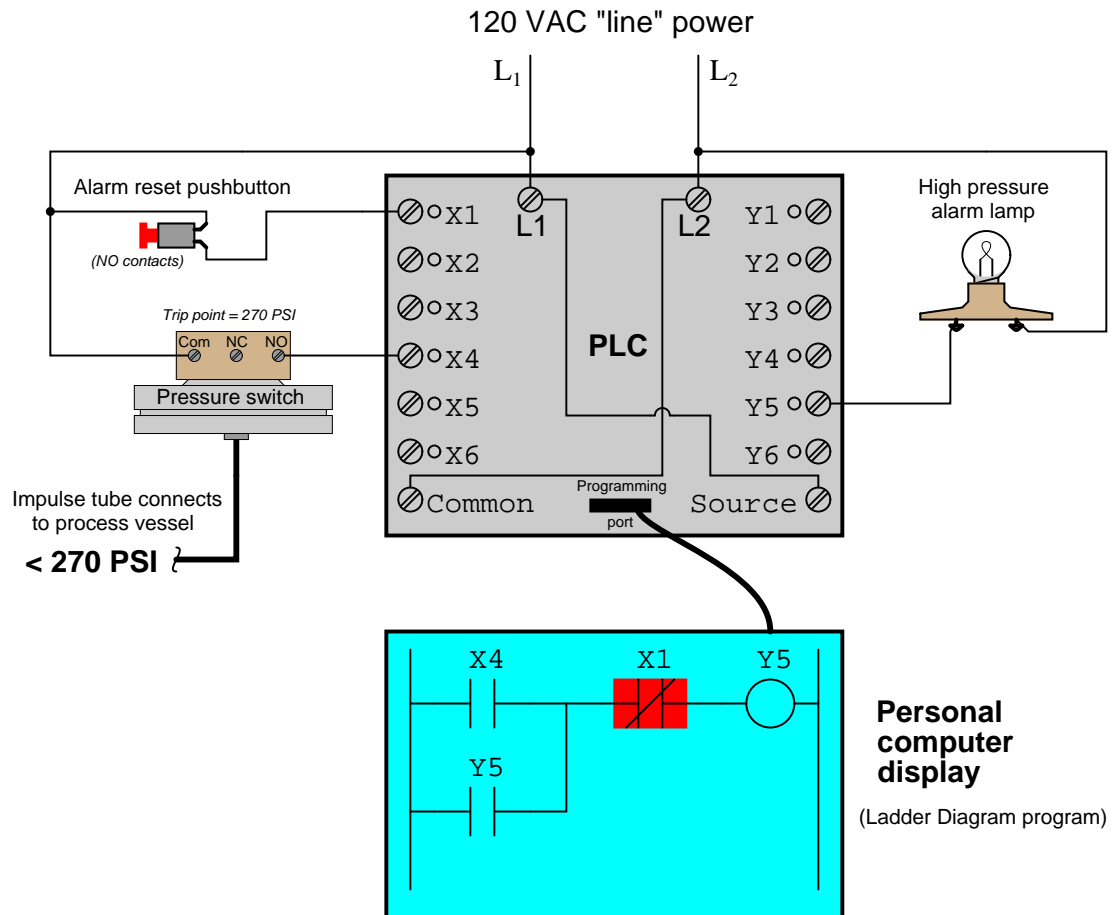 120 VAC "line" power
L1
L2
Alarm reset pushbutton
(NO contacts)
Trip point = 270 PSI
Com NC NO
Pressure switch
Impulse tube connects
to process vessel
< 270 PSI
L1
L2
X1
X2
X3
X4
X5
X6
Common
PLC
Programming
port
Y1
Y2
Y3
Y4
Y5
Y6
Source
High pressure
alarm lamp
X4 X1 Y5
Y5
Personal
computer
display
(Ladder Diagram program)